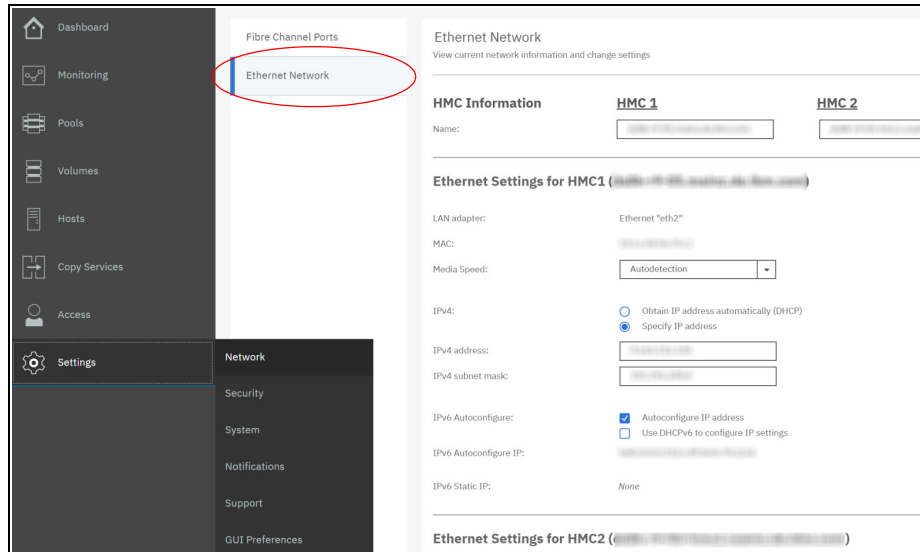 Dashboard
Monitoring
Pools
Volumes
Hosts
Copy Services
Access
Settings
Network
Security
System
Notifications
Support
GUI Preferences
Fibre Channel Ports
Ethernet Network
Ethernet Network
View current network information and change settings
HMC Information HMC 1 HMC 2
Name:
Ethernet Settings for HMC1 ( )
LAN adapter: Ethernet "eth2"
MAC:
Media Speed: Autodetection
IPv4: Obtain IP address automatically (DHCP)
Specify IP address
IPv4 address:
IPv4 subnet mask:
IPv6 Autoconfigure: Autoconfigure IP address
Use DHCPv6 to configure IP settings
IPv6 Autoconfigure IP:
IPv6 Static IP: None
Ethernet Settings for HMC2 ( )